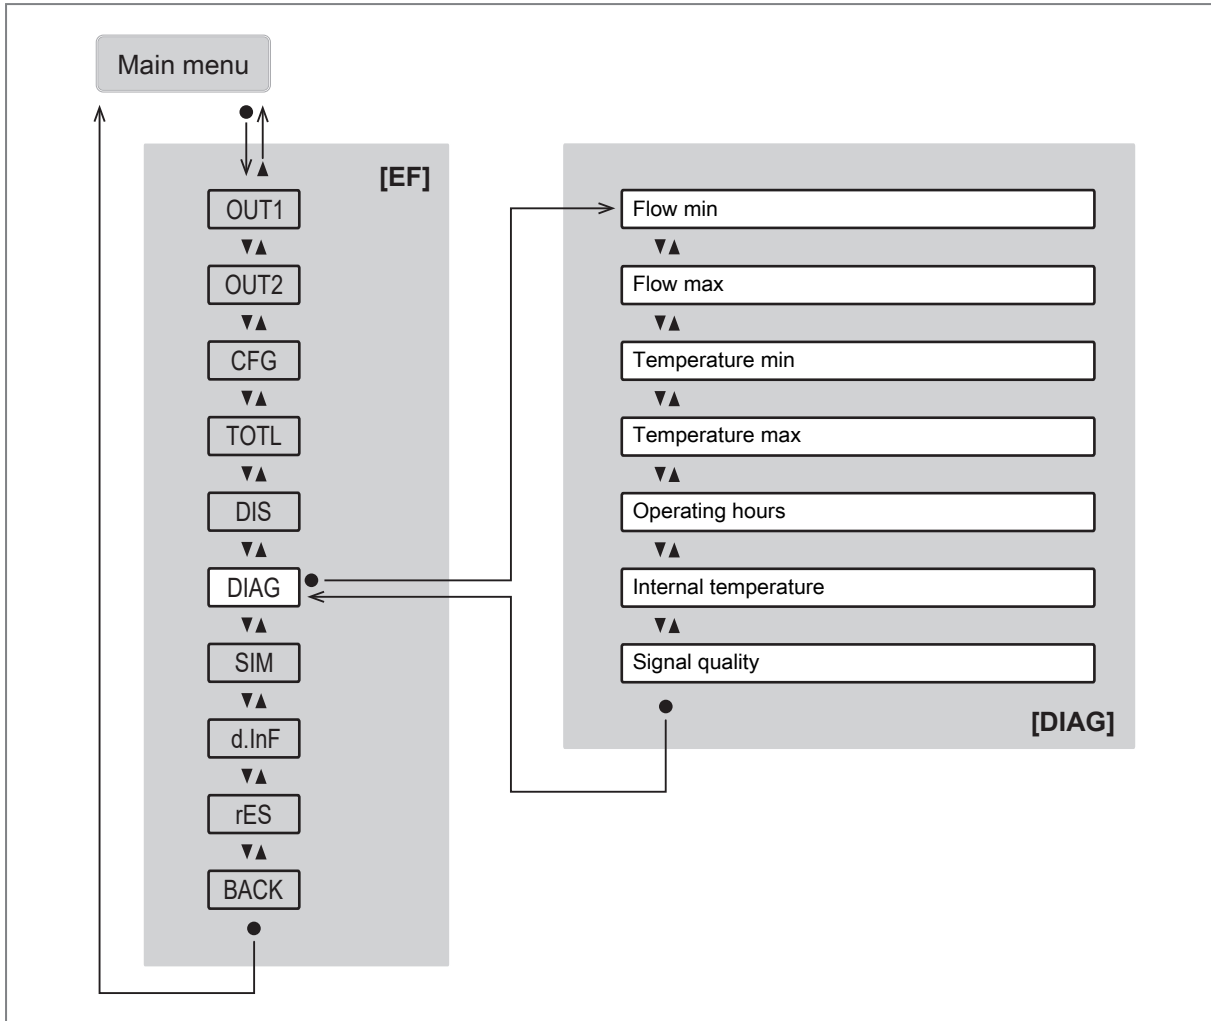 Main menu
[EF]
OUT1
OUT2
CFG
TOTL
DIS
DIAG
SIM
d.InF
rES
BACK
Flow min
Flow max
Temperature min
Temperature max
Operating hours
Internal temperature
Signal quality
[DIAG]